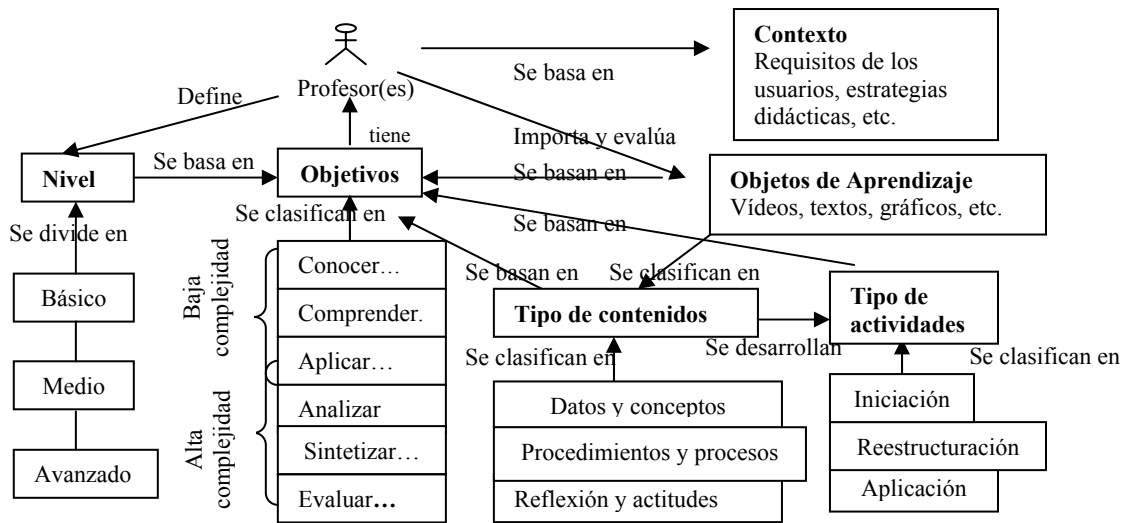 Contexto
Requisitos de los
usuarios, estrategias
didácticas, etc.
Se basa en
Define
Profesor(es)
tiene
Importa y evalúa
Se basa en
Nivel
Objetivos
Se basan en
Objetos de Aprendizaje
Vídeos, textos, gráficos, etc.
Se clasifican en
Se basan en
Se divide en
Baja
complejidad
Conocer…
Se basan en
Se clasifican en
Básico
Comprender.
Tipo de contenidos
Tipo de
actividades
Se clasifican en
Se desarrollan
Se clasifican en
Aplicar…
Medio
Alta
complejidad
Analizar
Datos y conceptos
Iniciación
Sintetizar…
Procedimientos y procesos
Reestructuración
Avanzado
Evaluar…
Reflexión y actitudes
Aplicación